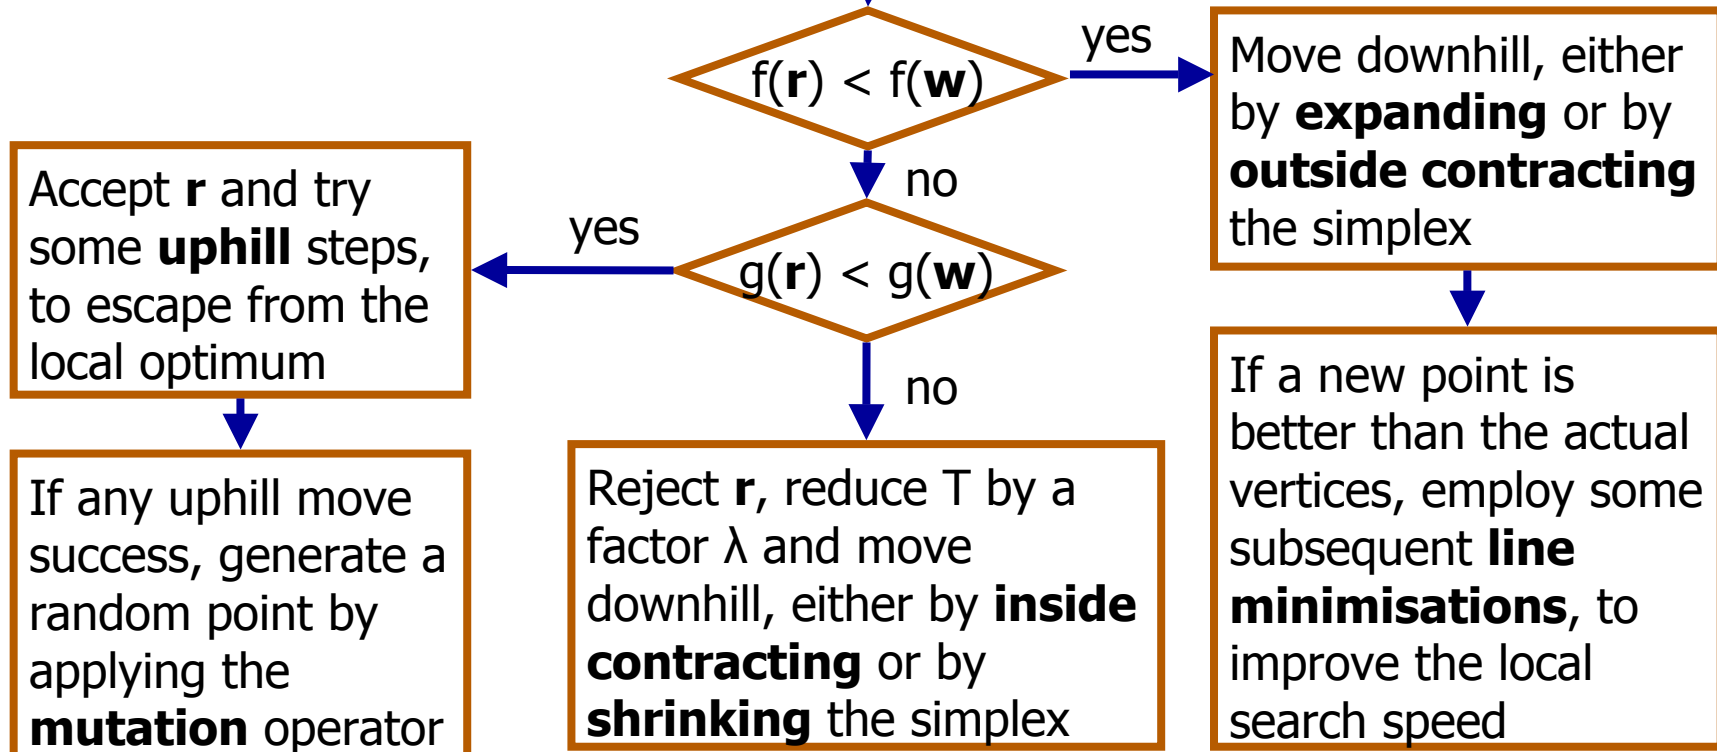 f(r) < f(w)
yes
Move downhill, either
by expanding or by
outside contracting
the simplex
no
g(r) < g(w)
yes
Accept r and try
some uphill steps,
to escape from the
local optimum
no
If any uphill move
success, generate a
random point by
applying the
mutation operator
Reject r, reduce T by a
factor λ and move
downhill, either by inside
contracting or by
shrinking the simplex
If a new point is
better than the actual
vertices, employ some
subsequent line
minimisations, to
improve the local
search speed